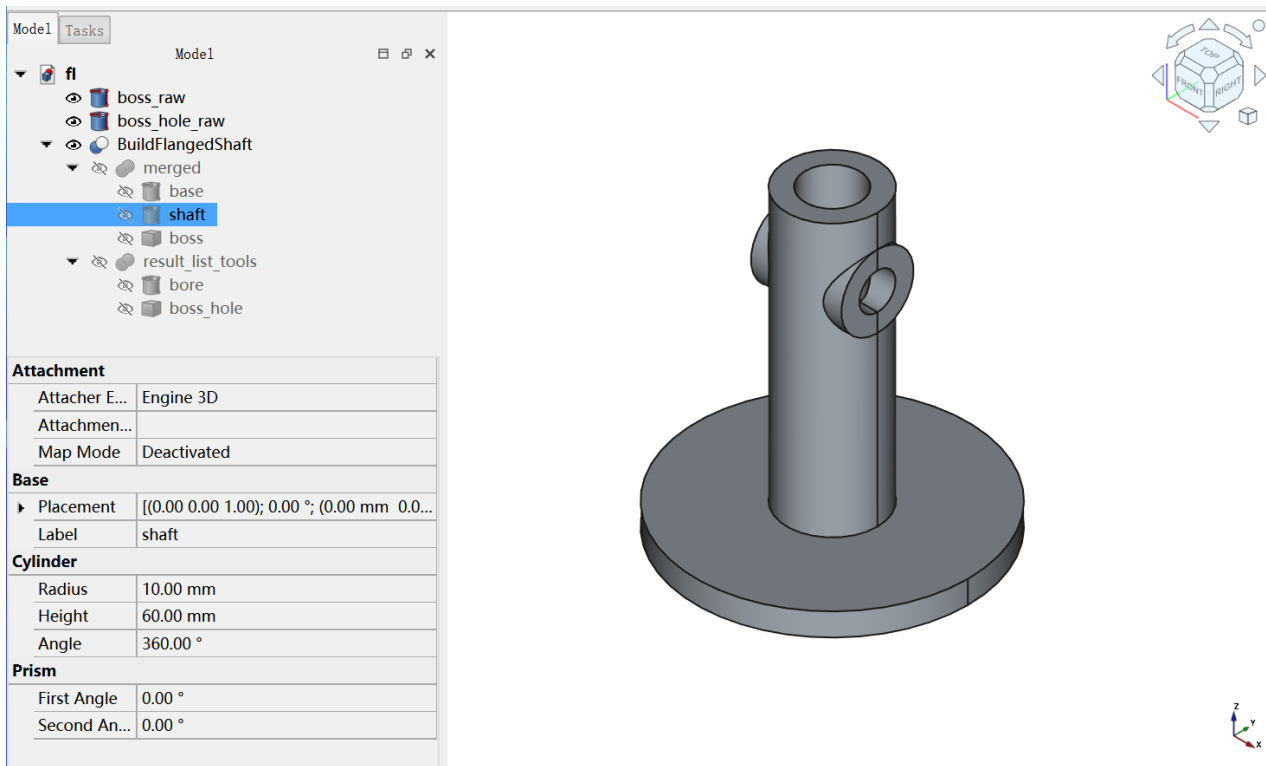 Model Tasks
Model
fl
boss_raw
boss_hole_raw
BuildFlangedShaft
merged
base
shaft
boss
result_list_tools
bore
boss_hole
Attachment
Attacher E... Engine 3D
Attachmen...
Map Mode Deactivated
Base
Placement [(0.00 0.00 1.00); 0.00 °; (0.00 mm 0.0...
Label shaft
Cylinder
Radius 10.00 mm
Height 60.00 mm
Angle 360.00 °
Prism
First Angle 0.00 °
Second An... 0.00 °
TOP
FRONT RIGHT
Z
Y
X